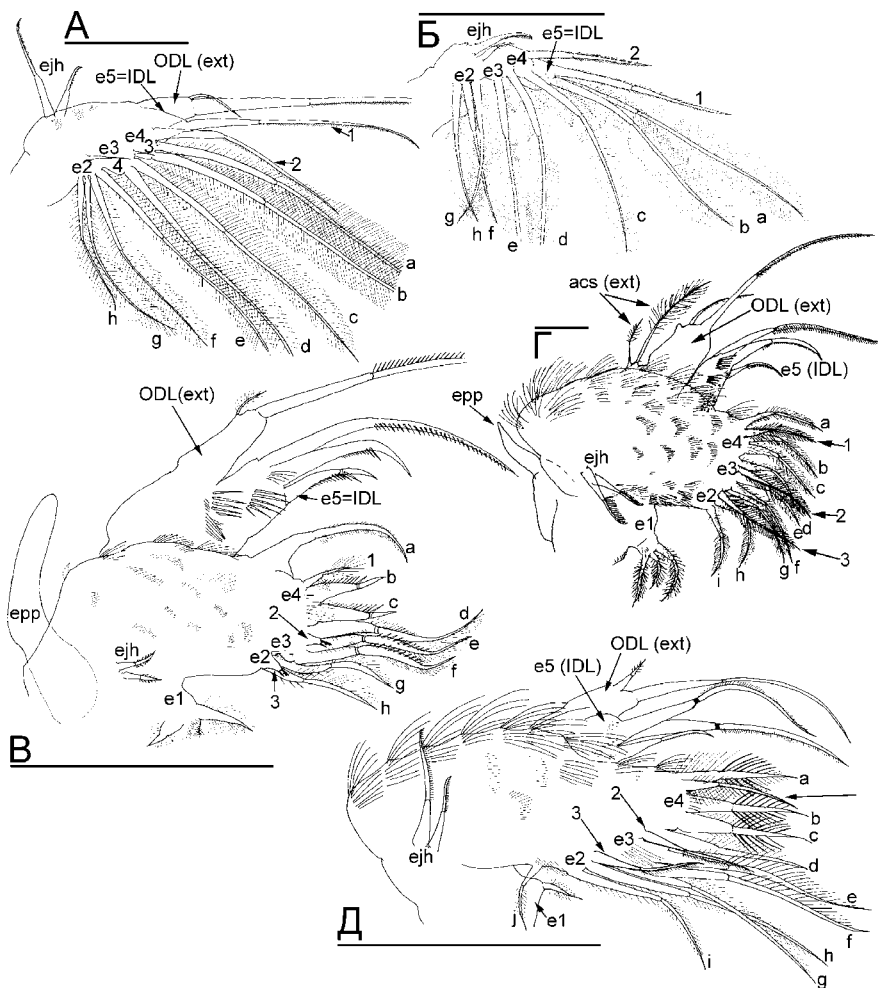 А
ejh
ODL (ext)
e5=IDL
e4
3
e3
4
e2
1
2
a
b
c
d
e
f
g
h
Б
ejh
e5=IDL
e4
e3
e2
2
1
a
b
c
d
e
f
h
g
В
ODL(ext)
e5=IDL
a
epp
1
b
e4
c
2
e3
d
e
ejh
e2
f
e1
3
g
h
Г
acs (ext)
ODL (ext)
e5 (IDL)
epp
a
e4
1
ejh
b
e3
c
e2
2
e1
d
e
3
i
h
g
f
Д
ODL (ext)
e5 (IDL)
a
e4
2
b
3
e3
c
ejh
e2
d
j
e1
e
f
i
h
g